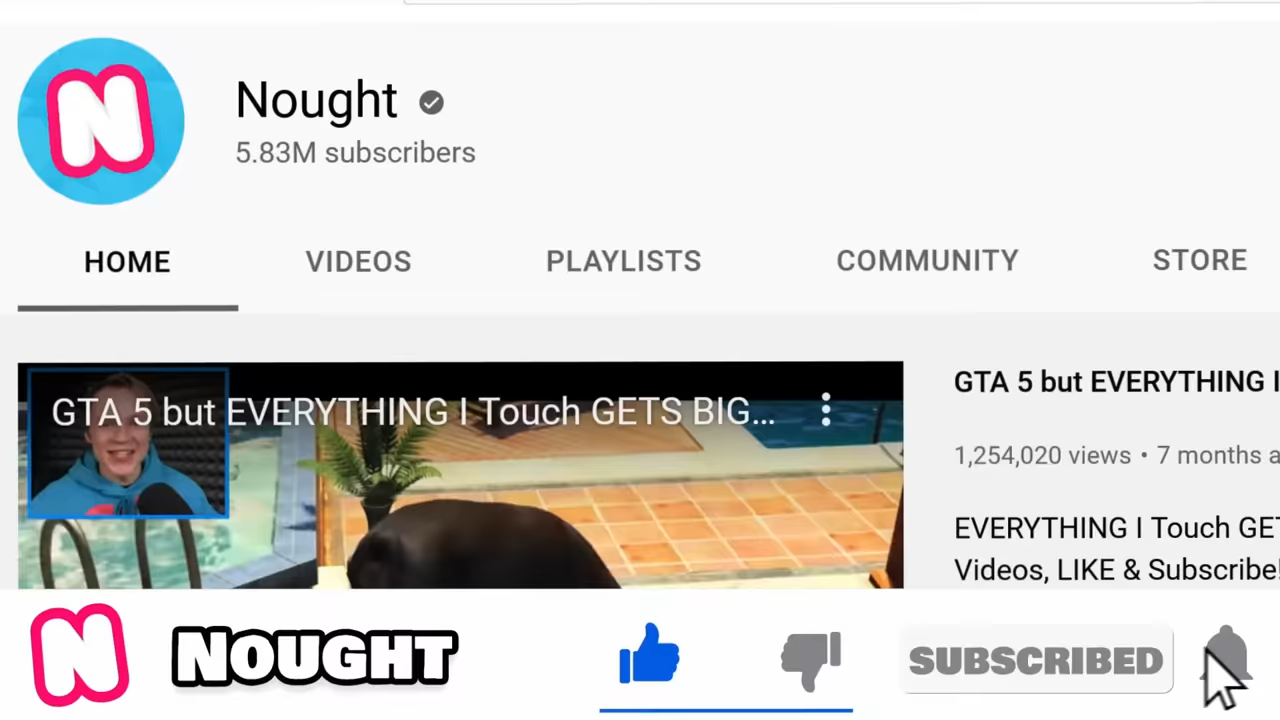 N
Nought
5.83M subscribers
HOME VIDEOS PLAYLISTS COMMUNITY STORE
GTA 5 but EVERYTHING I Touch GETS BIG...
GTA 5 but EVERYTHING I
1,254,020 views • 7 months a
EVERYTHING I Touch GET
Videos, LIKE & Subscribe!
N NOUGHT SUBSCRIBED